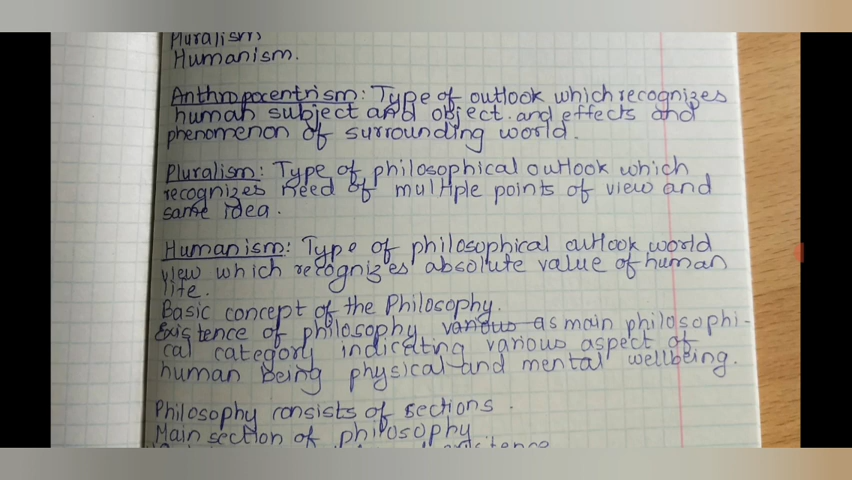 Pluralism
Humanism.
Anthropocentrism: Type of outlook which recognizes
human subject and object and effects and
phenomenon of surrounding world.
Pluralism: Type of philosophical outlook which
recognizes need of multiple points of view and
same idea.
Humanism: Type of philosophical outlook world
view which recognizes absolute value of human
life.
Basic concept of the Philosophy.
Existence of philosophy various as main philosophi-
cal category indicating various aspect of
human being physical and mental wellbeing.
Philosophy consists of sections.
Main section of philosophy